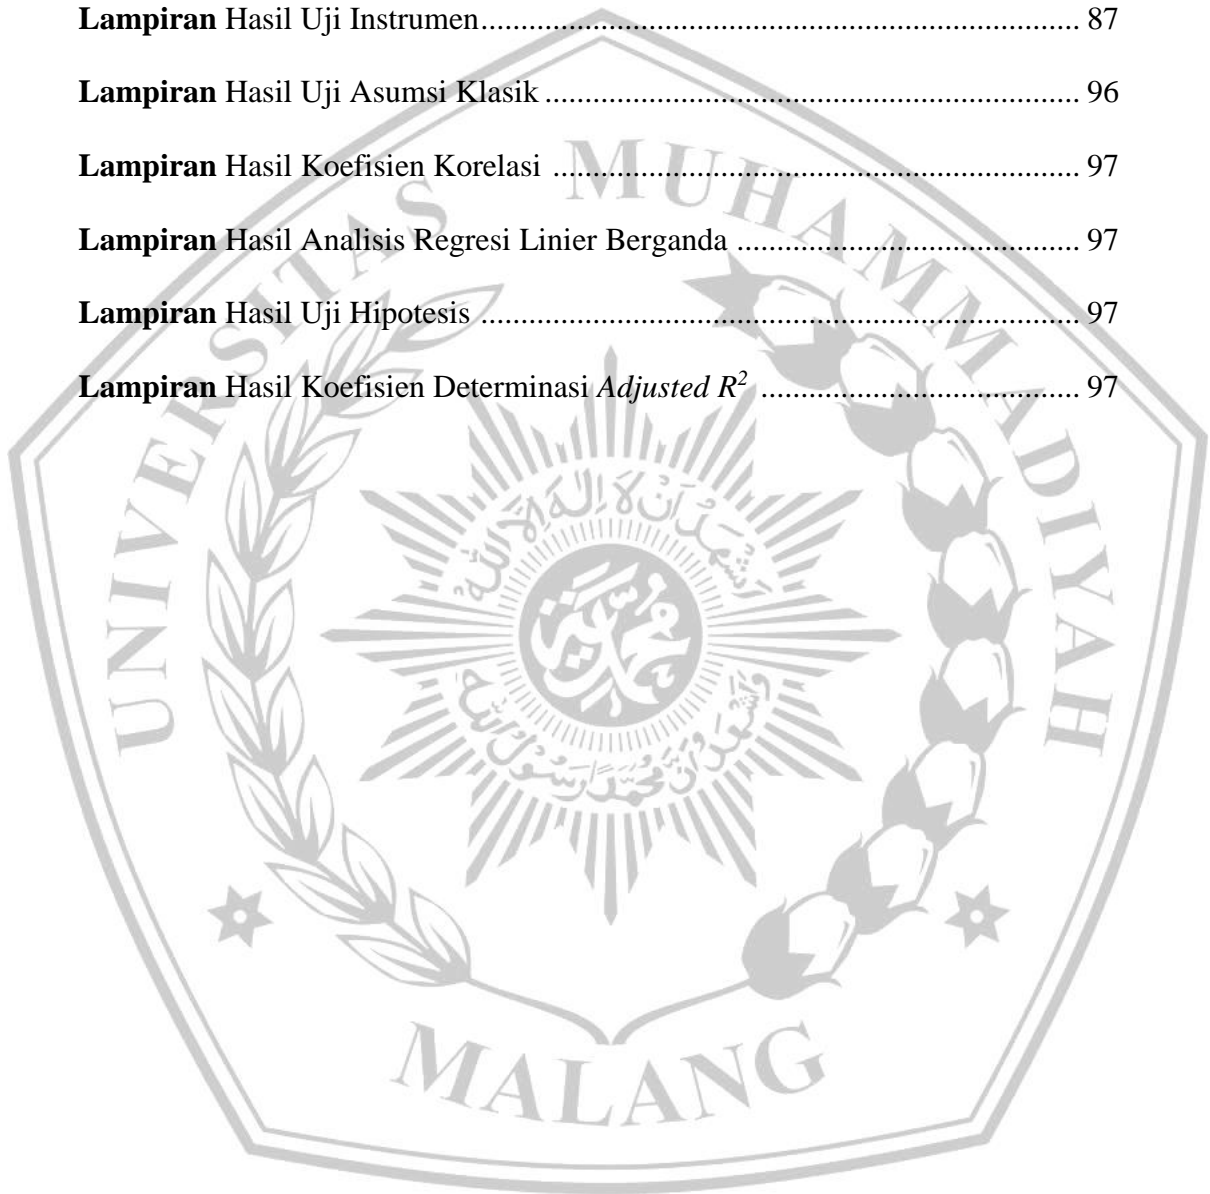 Lampiran Hasil Uji Instrumen............................................................................ 87
Lampiran Hasil Uji Asumsi Klasik .................................................................... 96
Lampiran Hasil Koefisien Korelasi ................................................................... 97
Lampiran Hasil Analisis Regresi Linier Berganda ............................................ 97
Lampiran Hasil Uji Hipotesis ............................................................................ 97
Lampiran Hasil Koefisien Determinasi Adjusted R² ......................................... 97
UNIVERSITAS MUHAMMADIYAH
MALANG